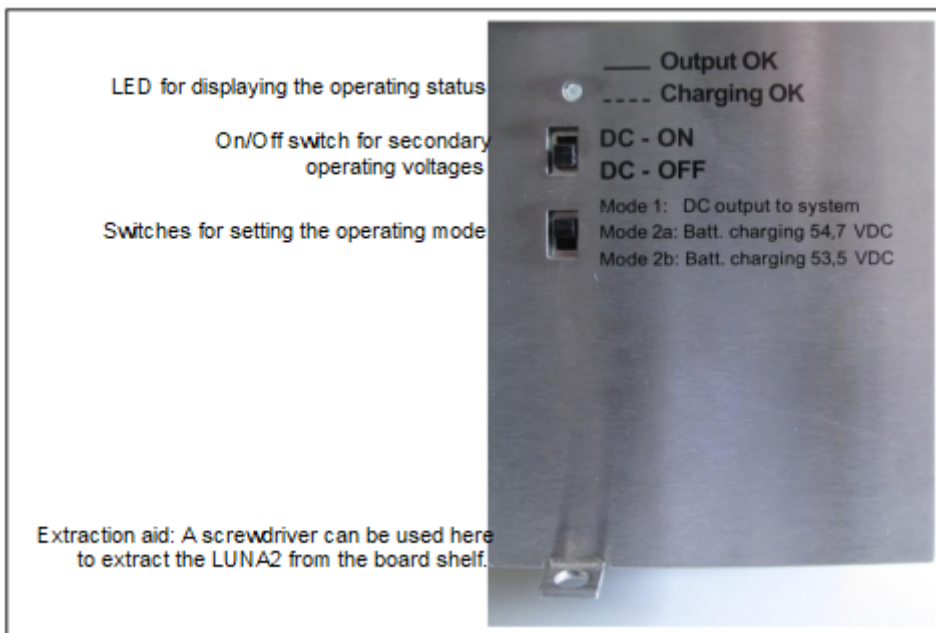 LED for displaying the operating status
On/Off switch for secondary
operating voltages
Switches for setting the operating mode
Extraction aid: A screwdriver can be used here
to extract the LUNA2 from the board shelf.
____ Output OK
---- Charging OK
DC - ON
DC - OFF
Mode 1: DC output to system
Mode 2a: Batt. charging 54,7 VDC
Mode 2b: Batt. charging 53,5 VDC